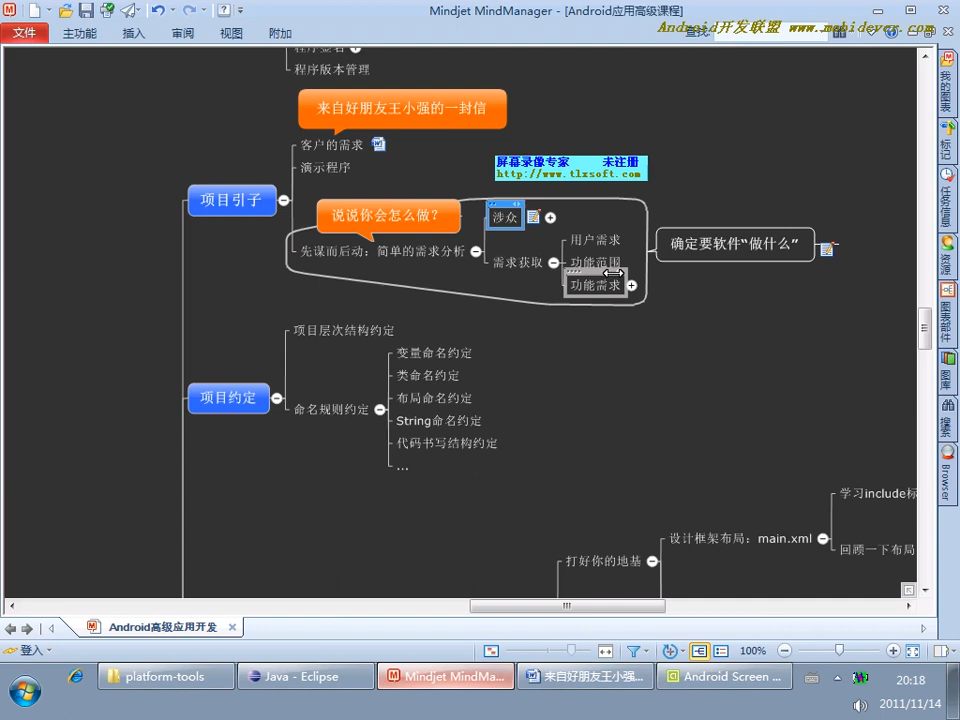 Mindjet MindManager - [Android应用高级课程]
Android开发联盟 www.mobidever.com
文件 主功能 插入 审阅 视图 附加
程序签名
程序版本管理
来自好朋友王小强的一封信
客户的需求
演示程序
屏幕录像专家 未注册
http://www.tlxsoft.com
项目引子
说说你会怎么做？
涉众
先谋而后动：简单的需求分析
需求获取
用户需求
功能范围
功能需求
确定要软件“做什么”
项目层次结构约定
项目约定
命名规则约定
变量命名约定
类命名约定
布局命名约定
String命名约定
代码书写结构约定
...
学习include标
设计框架布局：main.xml
回顾一下布局
打好你的地基
我的图表
标记
任务信息
资源
图表部件
图库
搜索
Browser
Android高级应用开发
登入
100%
platform-tools
Java - Eclipse
Mindjet MindMa...
来自好朋友王小强...
Android Screen ...
20:18
2011/11/14